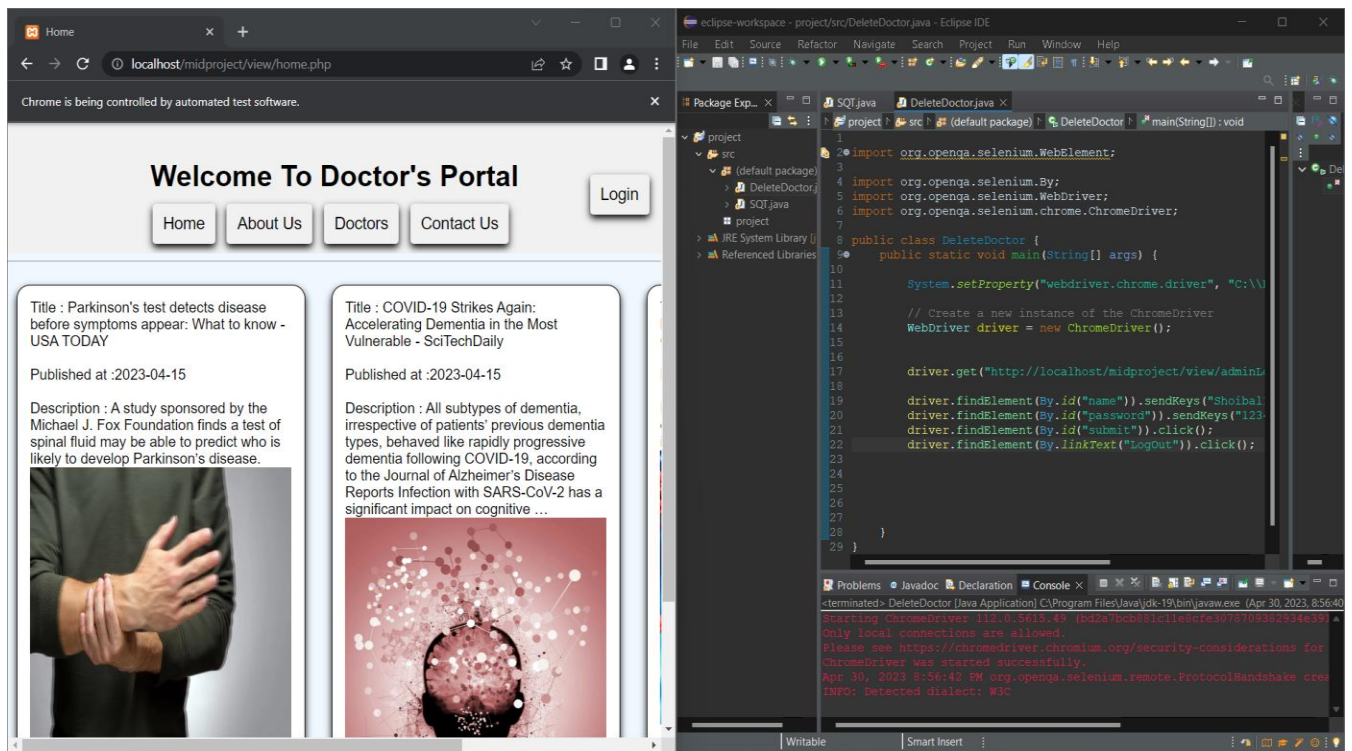 Home
localhost/midproject/view/home.php
Chrome is being controlled by automated test software.
Welcome To Doctor's Portal
Login
Home
About Us
Doctors
Contact Us
Title : Parkinson's test detects disease
before symptoms appear: What to know -
USA TODAY
Published at :2023-04-15
Description : A study sponsored by the
Michael J. Fox Foundation finds a test of
spinal fluid may be able to predict who is
likely to develop Parkinson's disease.
Title : COVID-19 Strikes Again:
Accelerating Dementia in the Most
Vulnerable - SciTechDaily
Published at :2023-04-15
Description : All subtypes of dementia,
irrespective of patients' previous dementia
types, behaved like rapidly progressive
dementia following COVID-19, according
to the Journal of Alzheimer's Disease
Reports Infection with SARS-CoV-2 has a
significant impact on cognitive …
eclipse-workspace - project/src/DeleteDoctor.java - Eclipse IDE
File Edit Source Refactor Navigate Search Project Run Window Help
Package Exp...
project
src
(default package)
DeleteDoctor.j
SQT.java
project
JRE System Library [j
Referenced Libraries
SQT.java
DeleteDoctor.java
project src (default package) DeleteDoctor main(String[]) : void
1
2 import org.openqa.selenium.WebElement;
3
4 import org.openqa.selenium.By;
5 import org.openqa.selenium.WebDriver;
6 import org.openqa.selenium.chrome.ChromeDriver;
7
8 public class DeleteDoctor {
9 public static void main(String[] args) {
10
11 System.setProperty("webdriver.chrome.driver", "C:\\
12
13 // Create a new instance of the ChromeDriver
14 WebDriver driver = new ChromeDriver();
15
16
17 driver.get("http://localhost/midproject/view/adminL
18
19 driver.findElement(By.id("name")).sendKeys("Shoibal
20 driver.findElement(By.id("password")).sendKeys("123
21 driver.findElement(By.id("submit")).click();
22 driver.findElement(By.linkText("LogOut")).click();
23
24
25
26
27
28 }
29 }
Del
Problems Javadoc Declaration Console
<terminated> DeleteDoctor [Java Application] C:\Program Files\Java\jdk-19\bin\javaw.exe (Apr 30, 2023, 8:56:40
Starting ChromeDriver 112.0.5615.49
Only local connections are allowed.
Please see https://chromedriver.chromium.org/security-considerations for
ChromeDriver was started successfully.
Apr 30, 2023 8:56:42 PM org.openqa.selenium.remote.ProtocolHandshake crea
INFO: Detected dialect: W3C
Writable
Smart Insert